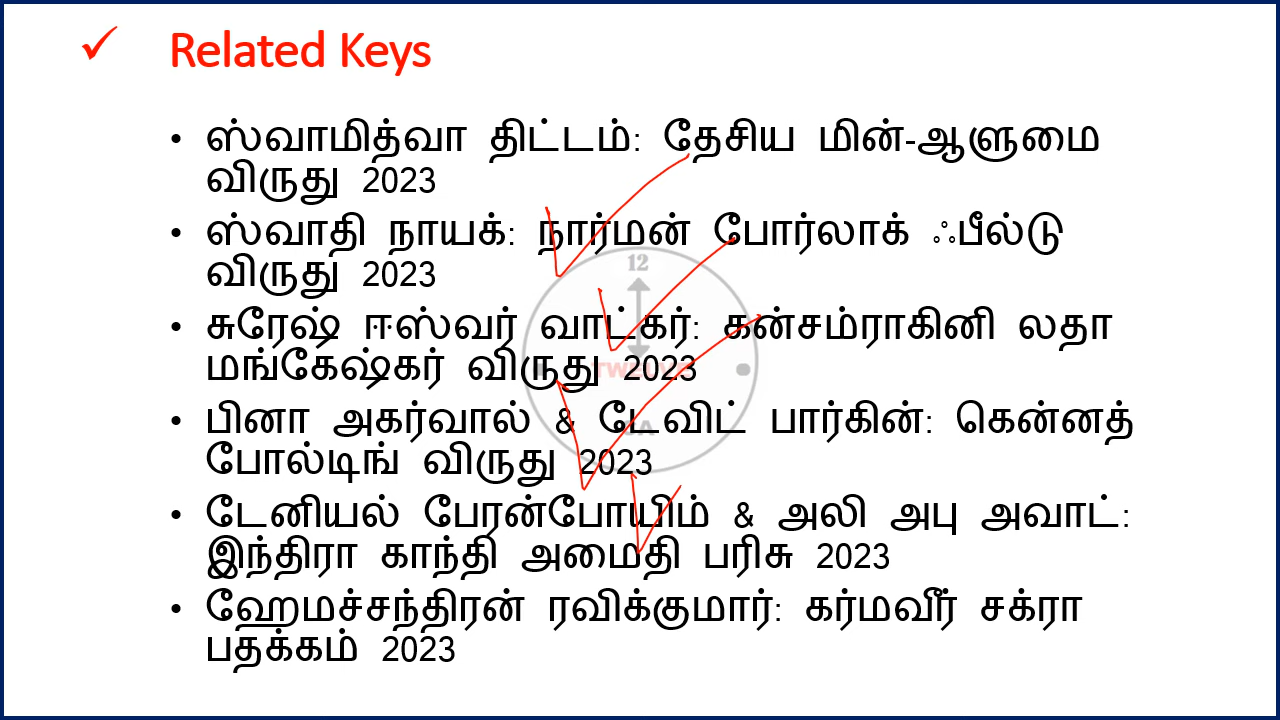 ✓ Related Keys
• ஸ்வாமித்வா திட்டம்: தேசிய மின்-ஆளுமை
விருது 2023
• ஸ்வாதி நாயக்: நார்மன் போர்லாக் ஃபீல்டு
விருது 2023
12
• சுரேஷ் ஈஸ்வர் வாட்கர்: கன்சம்ராகினி லதா
மங்கேஷ்கர் விருது 2023
• பினா அகர்வால் & டேவிட் பார்கின்: கென்னத்
போல்டிங் விருது 2023
• டேனியல் பேரன்போயிம் & அலி அபு அவாட்:
இந்திரா காந்தி அமைதி பரிசு 2023
• ஹேமச்சந்திரன் ரவிக்குமார்: கர்மவீர் சக்ரா
பதக்கம் 2023